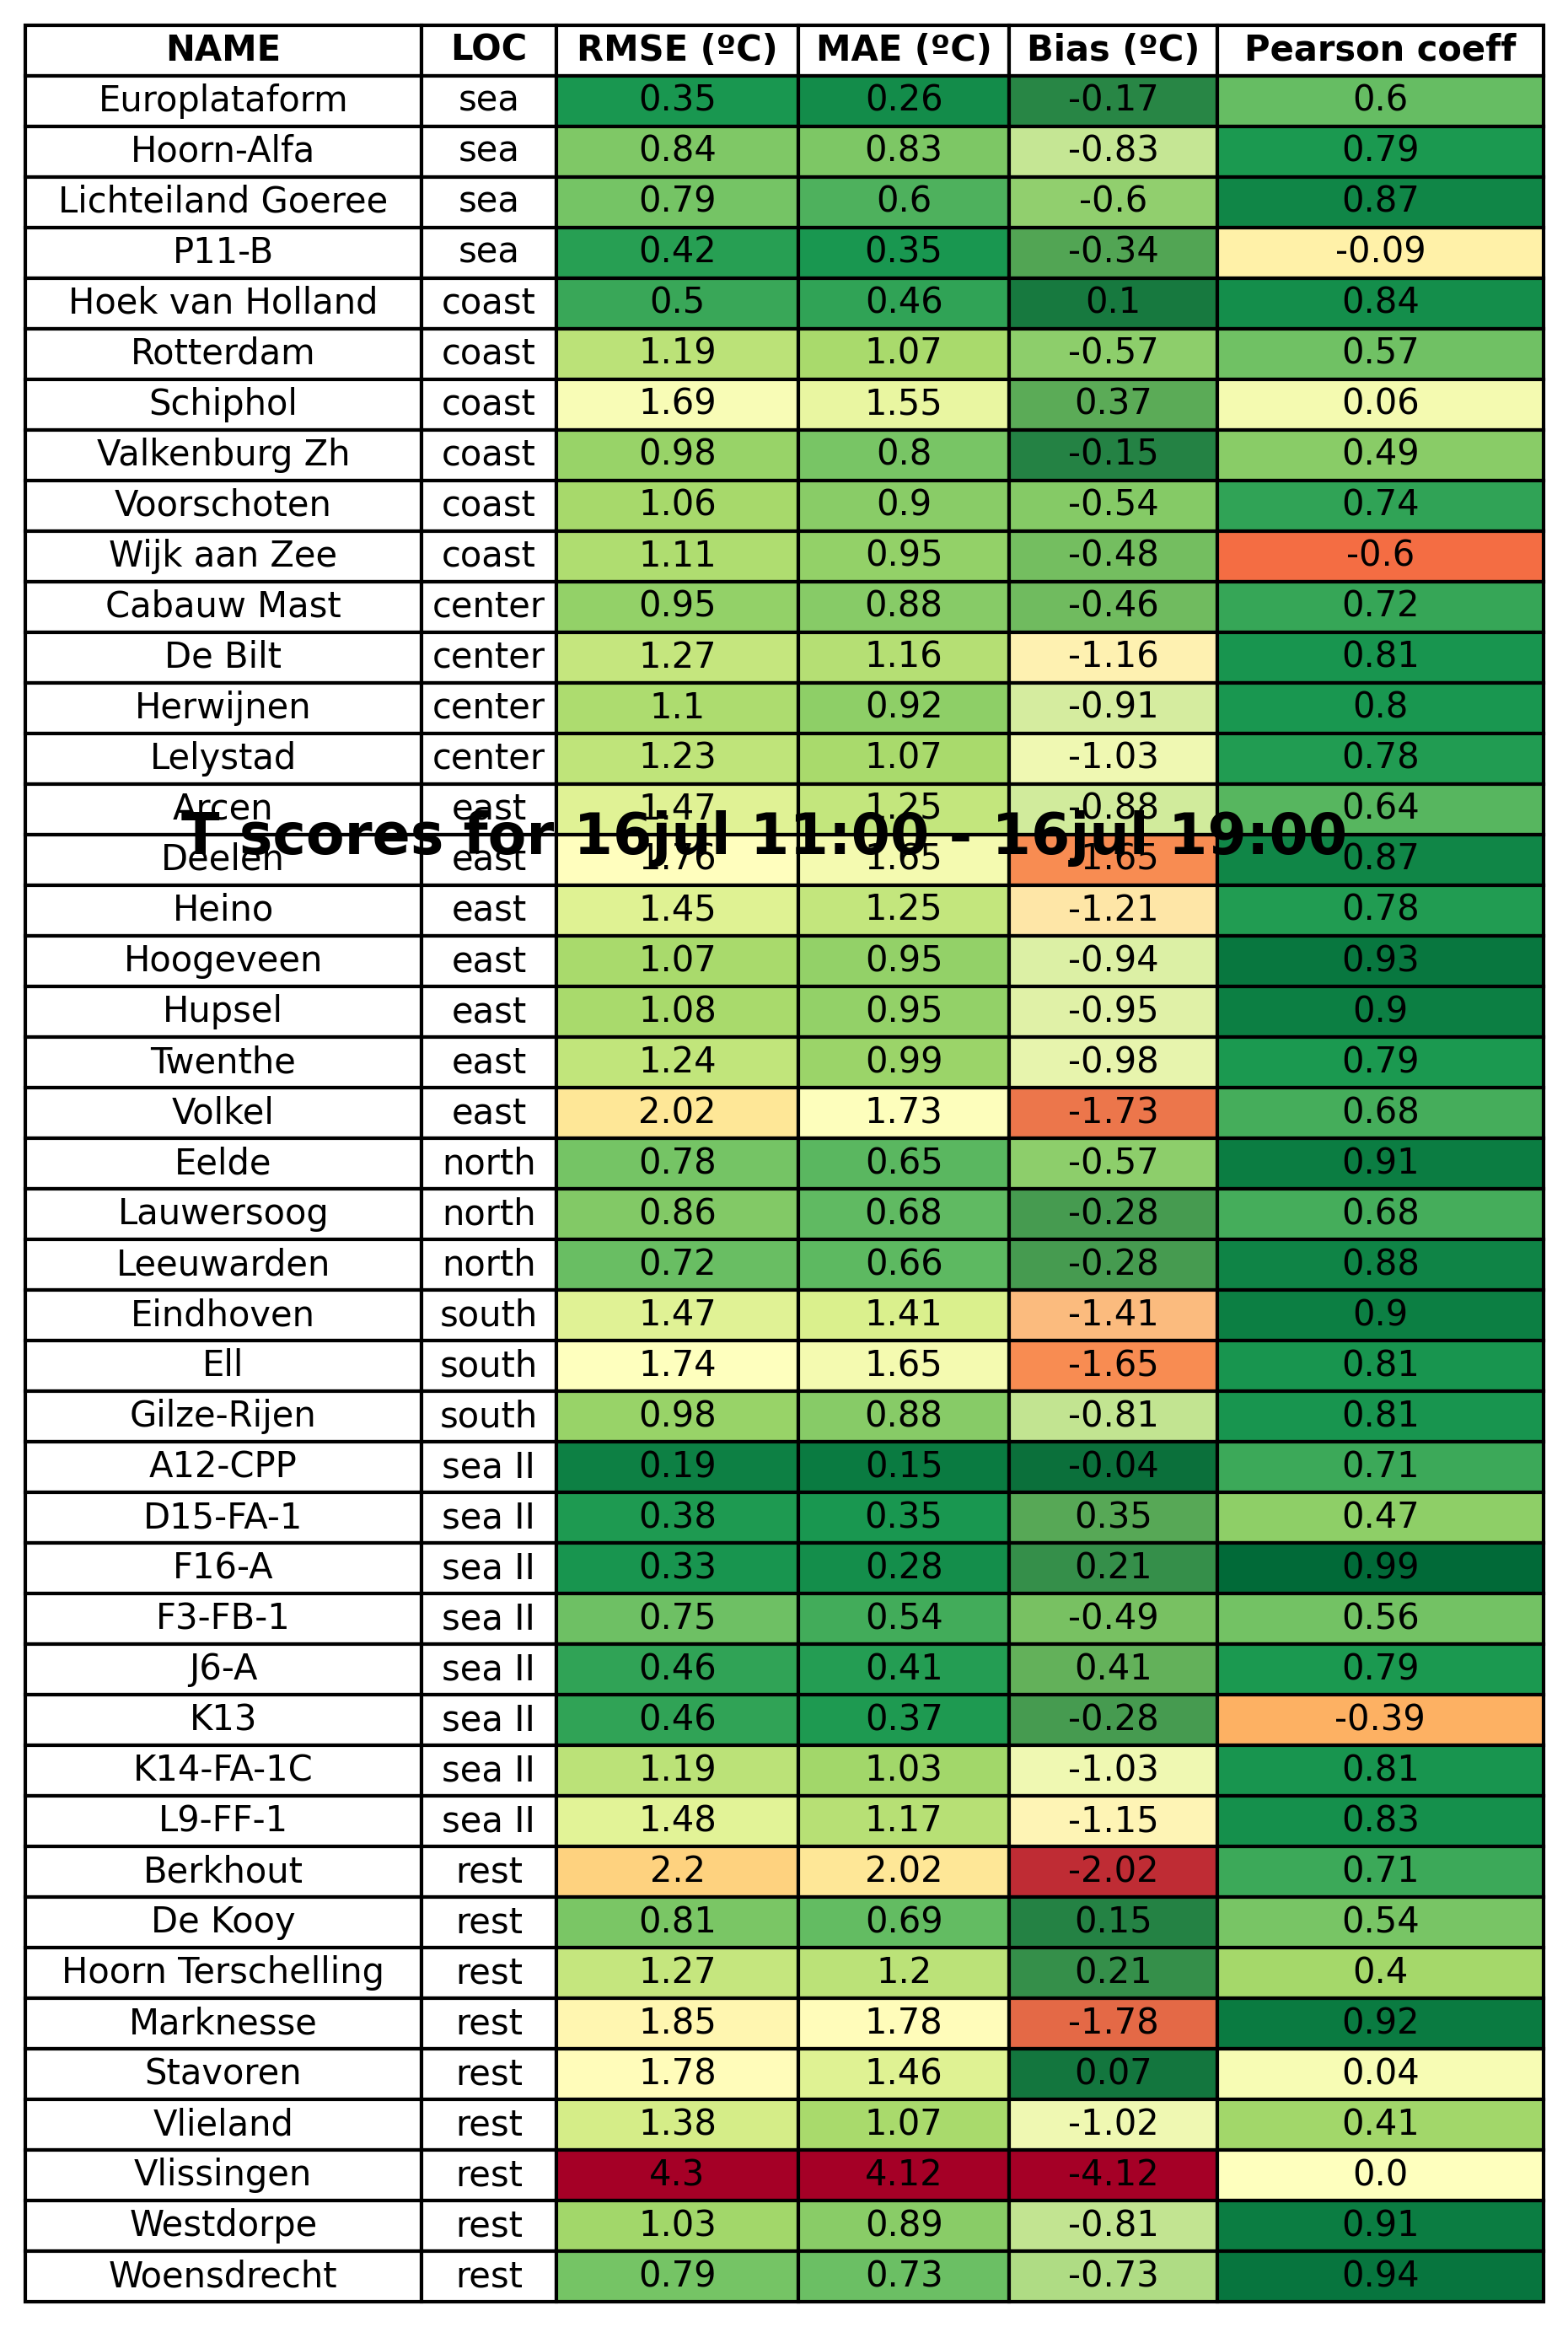 NAME LOC RMSE (ºC) MAE (ºC) Bias (ºC) Pearson coeff
Europlataform sea 0.35 0.26 -0.17 0.6
Hoorn-Alfa sea 0.84 0.83 -0.83 0.79
Lichteiland Goeree sea 0.79 0.6 -0.6 0.87
P11-B sea 0.42 0.35 -0.34 -0.09
Hoek van Holland coast 0.5 0.46 0.1 0.84
Rotterdam coast 1.19 1.07 -0.57 0.57
Schiphol coast 1.69 1.55 0.37 0.06
Valkenburg Zh coast 0.98 0.8 -0.15 0.49
Voorschoten coast 1.06 0.9 -0.54 0.74
Wijk aan Zee coast 1.11 0.95 -0.48 -0.6
Cabauw Mast center 0.95 0.88 -0.46 0.72
De Bilt center 1.27 1.16 -1.16 0.81
Herwijnen center 1.1 0.92 -0.91 0.8
Lelystad center 1.23 1.07 -1.03 0.78
Arcen east 1.47 1.25 -0.88 0.64
T scores for 16jul 11:00 - 16jul 19:00
Deelen east 1.76 1.65 -1.65 0.87
Heino east 1.45 1.25 -1.21 0.78
Hoogeveen east 1.07 0.95 -0.94 0.93
Hupsel east 1.08 0.95 -0.95 0.9
Twenthe east 1.24 0.99 -0.98 0.79
Volkel east 2.02 1.73 -1.73 0.68
Eelde north 0.78 0.65 -0.57 0.91
Lauwersoog north 0.86 0.68 -0.28 0.68
Leeuwarden north 0.72 0.66 -0.28 0.88
Eindhoven south 1.47 1.41 -1.41 0.9
Ell south 1.74 1.65 -1.65 0.81
Gilze-Rijen south 0.98 0.88 -0.81 0.81
A12-CPP sea II 0.19 0.15 -0.04 0.71
D15-FA-1 sea II 0.38 0.35 0.35 0.47
F16-A sea II 0.33 0.28 0.21 0.99
F3-FB-1 sea II 0.75 0.54 -0.49 0.56
J6-A sea II 0.46 0.41 0.41 0.79
K13 sea II 0.46 0.37 -0.28 -0.39
K14-FA-1C sea II 1.19 1.03 -1.03 0.81
L9-FF-1 sea II 1.48 1.17 -1.15 0.83
Berkhout rest 2.2 2.02 -2.02 0.71
De Kooy rest 0.81 0.69 0.15 0.54
Hoorn Terschelling rest 1.27 1.2 0.21 0.4
Marknesse rest 1.85 1.78 -1.78 0.92
Stavoren rest 1.78 1.46 0.07 0.04
Vlieland rest 1.38 1.07 -1.02 0.41
Vlissingen rest 4.3 4.12 -4.12 0.0
Westdorpe rest 1.03 0.89 -0.81 0.91
Woensdrecht rest 0.79 0.73 -0.73 0.94